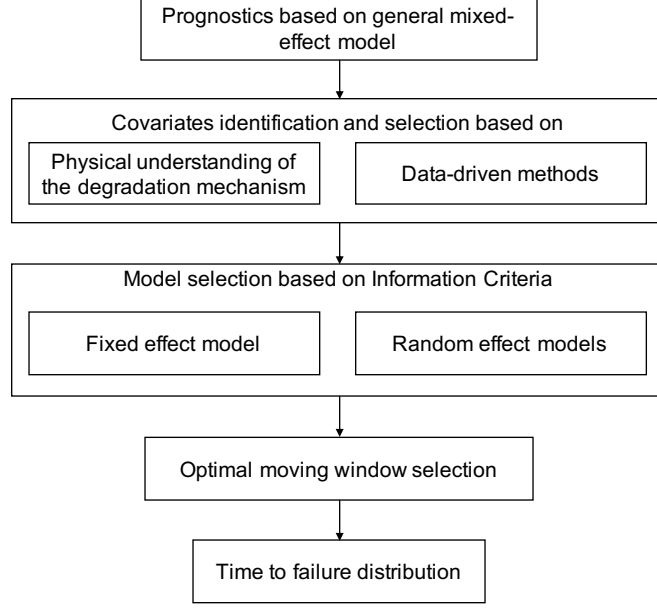 Prognostics based on general mixed-
effect model
Covariates identification and selection based on
Physical understanding of
the degradation mechanism
Data-driven methods
Model selection based on Information Criteria
Fixed effect model
Random effect models
Optimal moving window selection
Time to failure distribution